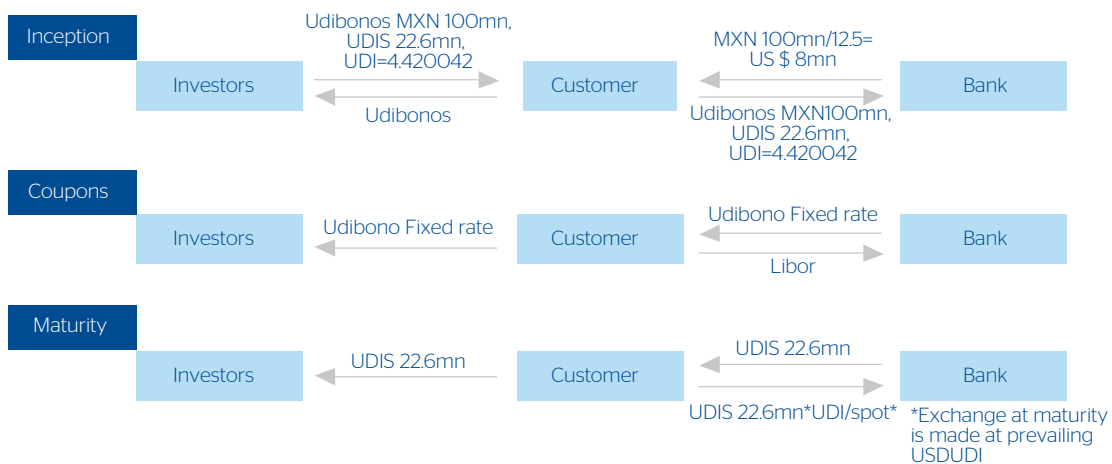 Inception
Udibonos MXN 100mn,
UDIS 22.6mn,
UDI=4.420042
MXN 100mn/12.5=
US $ 8mn
Investors
Customer
Bank
Udibonos
Udibonos MXN100mn,
UDIS 22.6mn,
UDI=4.420042
Coupons
Udibono Fixed rate
Udibono Fixed rate
Investors
Customer
Bank
Libor
Maturity
UDIS 22.6mn
UDIS 22.6mn
Investors
Customer
Bank
UDIS 22.6mn*UDI/spot*
*Exchange at maturity
is made at prevailing
USDUDI